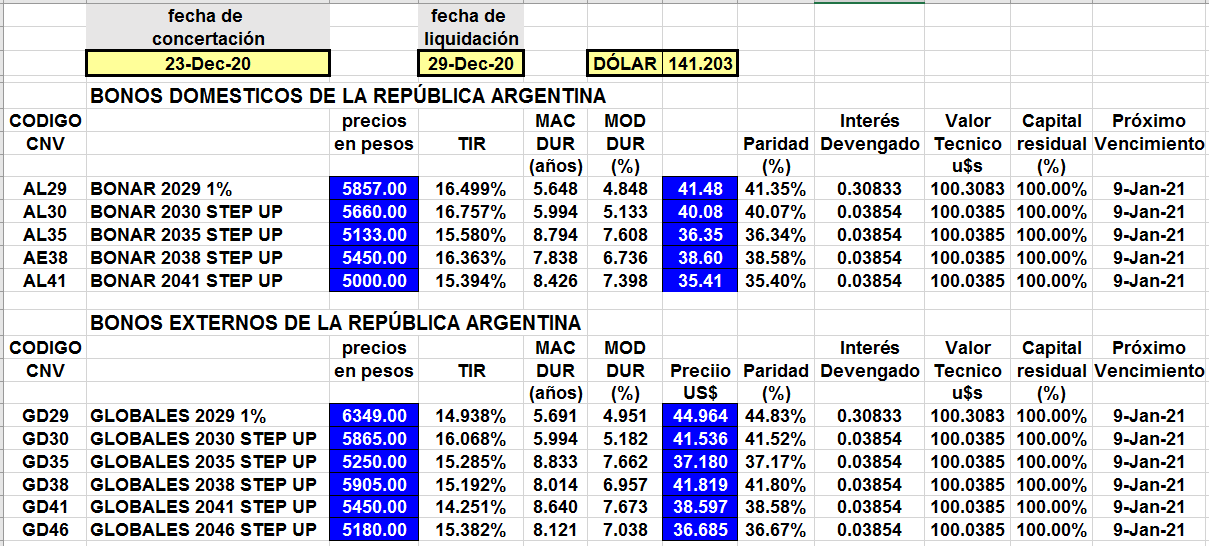 fecha de fecha de
concertación liquidación
23-Dec-20 29-Dec-20 DÓLAR 141.203
BONOS DOMESTICOS DE LA REPÚBLICA ARGENTINA
CODIGO precios MAC MOD Interés Valor Capital Próximo
CNV en pesos TIR DUR DUR Paridad Devengado Tecnico residual Vencimiento
(años) (%) (%) u$s (%)
AL29 BONAR 2029 1% 5857.00 16.499% 5.648 4.848 41.48 41.35% 0.30833 100.3083 100.00% 9-Jan-21
AL30 BONAR 2030 STEP UP 5660.00 16.757% 5.994 5.133 40.08 40.07% 0.03854 100.0385 100.00% 9-Jan-21
AL35 BONAR 2035 STEP UP 5133.00 15.580% 8.794 7.608 36.35 36.34% 0.03854 100.0385 100.00% 9-Jan-21
AE38 BONAR 2038 STEP UP 5450.00 16.363% 7.838 6.736 38.60 38.58% 0.03854 100.0385 100.00% 9-Jan-21
AL41 BONAR 2041 STEP UP 5000.00 15.394% 8.426 7.398 35.41 35.40% 0.03854 100.0385 100.00% 9-Jan-21
BONOS EXTERNOS DE LA REPÚBLICA ARGENTINA
CODIGO precios MAC MOD Interés Valor Capital Próximo
CNV en pesos TIR DUR DUR Preciio Paridad Devengado Tecnico residual Vencimiento
(años) (%) US$ (%) u$s (%)
GD29 GLOBALES 2029 1% 6349.00 14.938% 5.691 4.951 44.964 44.83% 0.30833 100.3083 100.00% 9-Jan-21
GD30 GLOBALES 2030 STEP UP 5865.00 16.068% 5.994 5.182 41.536 41.52% 0.03854 100.0385 100.00% 9-Jan-21
GD35 GLOBALES 2035 STEP UP 5250.00 15.285% 8.833 7.662 37.180 37.17% 0.03854 100.0385 100.00% 9-Jan-21
GD38 GLOBALES 2038 STEP UP 5905.00 15.192% 8.014 6.957 41.819 41.80% 0.03854 100.0385 100.00% 9-Jan-21
GD41 GLOBALES 2041 STEP UP 5450.00 14.251% 8.640 7.673 38.597 38.58% 0.03854 100.0385 100.00% 9-Jan-21
GD46 GLOBALES 2046 STEP UP 5180.00 15.382% 8.121 7.038 36.685 36.67% 0.03854 100.0385 100.00% 9-Jan-21